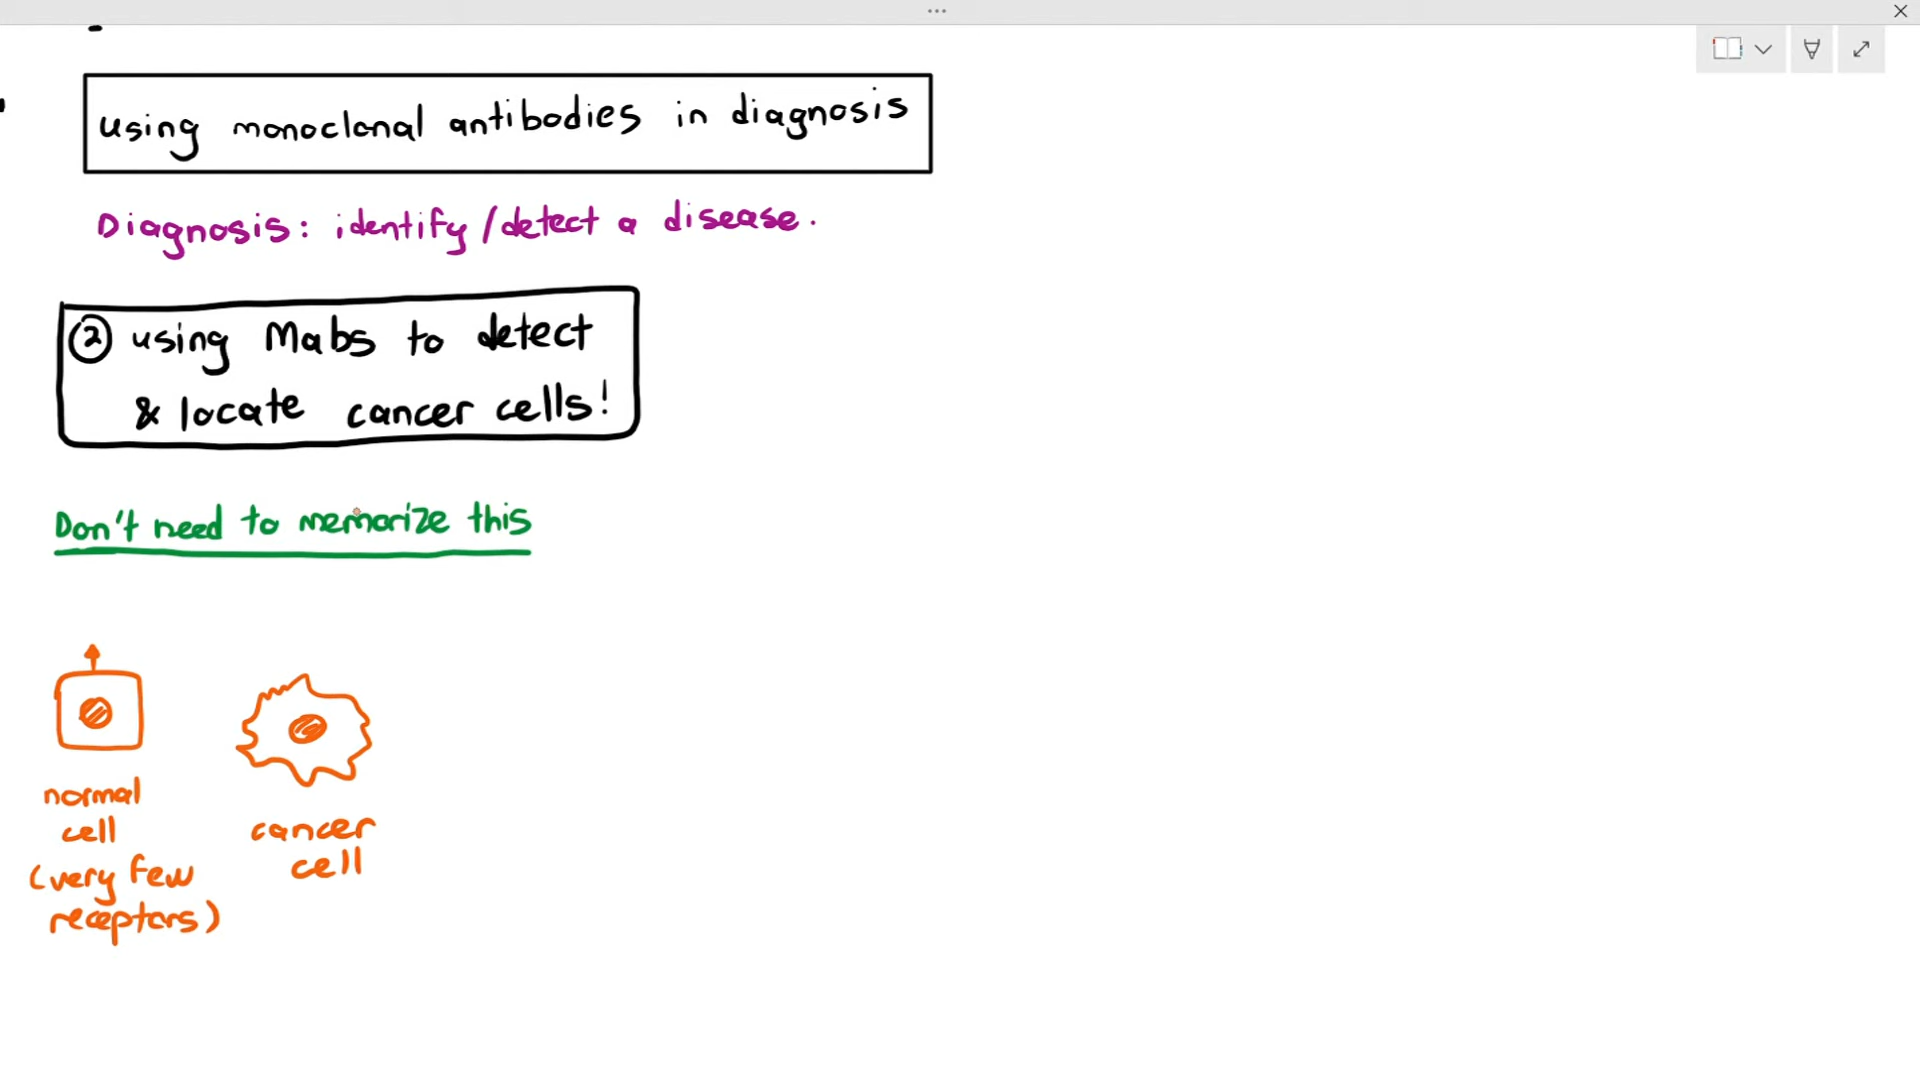 using monoclonal antibodies in diagnosis
Diagnosis: identify/detect a disease.
② using Mabs to detect
& locate cancer cells!
Don't need to memorize this
normal
cell
(very few
receptors)
cancer
cell